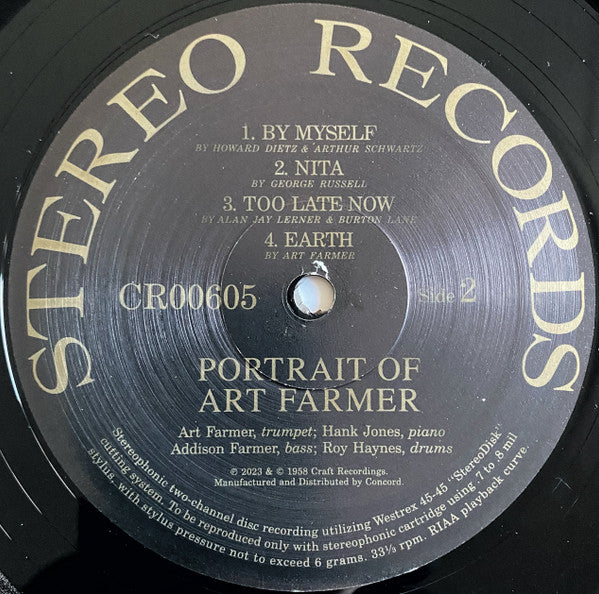 STEREO RECORDS
1. BY MYSELF
BY HOWARD DIETZ & ARTHUR SCHWARTZ
2. NITA
BY GEORGE RUSSELL
3. TOO LATE NOW
BY ALAN JAY LERNER & BURTON LANE
4. EARTH
BY ART FARMER
CR00605
Side 2
PORTRAIT OF
ART FARMER
Art Farmer, trumpet; Hank Jones, piano
Addison Farmer, bass; Roy Haynes, drums
℗ 2023 & © 1958 Craft Recordings.
Manufactured and Distributed by Concord.
Stereophonic two-channel disc recording utilizing Westrex 45-45 "StereoDisk"
cutting system. To be reproduced only with stereophonic cartridge using .7 to .8 mil
stylus, with stylus pressure not to exceed 6 grams. 33⅓ rpm. RIAA playback curve.